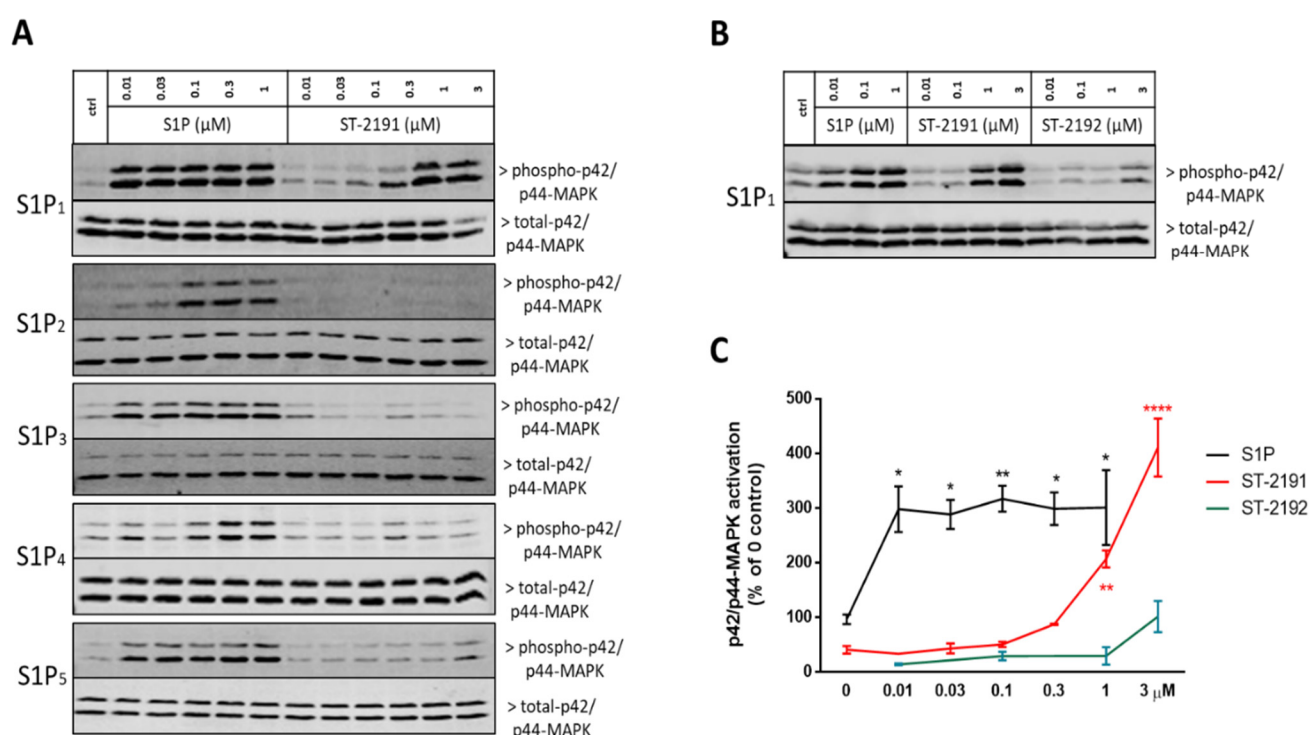 A
ctrl
0.01
0.03
0.1
0.3
1
0.01
0.03
0.1
0.3
1
3
S1P (µM)
ST-2191 (µM)
S1P1
> phospho-p42/
p44-MAPK
> total-p42/
p44-MAPK
S1P2
> phospho-p42/
p44-MAPK
> total-p42/
p44-MAPK
S1P3
> phospho-p42/
p44-MAPK
> total-p42/
p44-MAPK
S1P4
> phospho-p42/
p44-MAPK
> total-p42/
p44-MAPK
S1P5
> phospho-p42/
p44-MAPK
> total-p42/
p44-MAPK
B
ctrl
0.01
0.1
1
0.01
0.1
1
3
0.01
0.1
1
3
S1P (µM)
ST-2191 (µM)
ST-2192 (µM)
S1P1
> phospho-p42/
p44-MAPK
> total-p42/
p44-MAPK
C
p42/p44-MAPK activation
(% of 0 control)
500
400
300
200
100
0
* * ** * * ****
**
0 0.01 0.03 0.1 0.3 1 3 µM
S1P
ST-2191
ST-2192